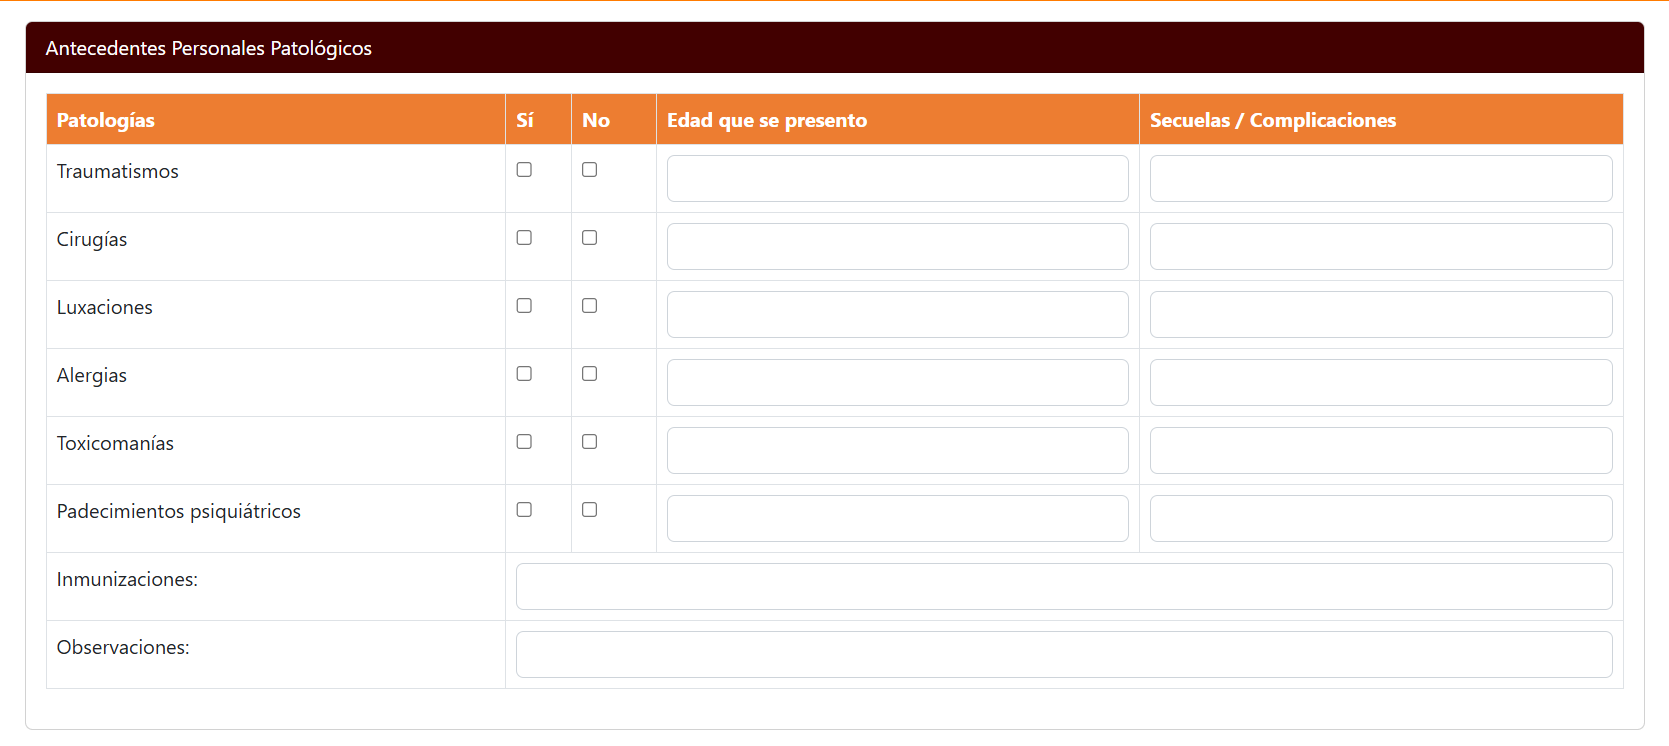 Antecedentes Personales Patológicos
Patologías Sí No Edad que se presento Secuelas / Complicaciones
Traumatismos
Cirugías
Luxaciones
Alergias
Toxicomanías
Padecimientos psiquiátricos
Inmunizaciones:
Observaciones: